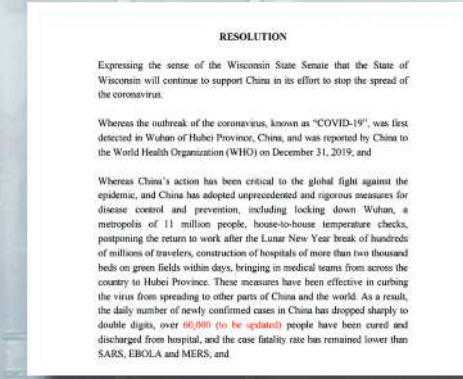 RESOLUTION
Expressing the sense of the Wisconsin State Senate that the State of
Wisconsin will continue to support China in its effort to stop the spread of
the coronavirus.
Whereas the outbreak of the coronavirus, known as "COVID-19", was first
detected in Wuhan of Hubei Province, China, and was reported by China to
the World Health Organization (WHO) on December 31, 2019; and
Whereas China's action has been critical to the global fight against the
epidemic, and China has adopted unprecedented and rigorous measures for
disease control and prevention, including locking down Wuhan, a
metropolis of 11 million people, house-to-house temperature checks,
postponing the return to work after the Lunar New Year break of hundreds
of millions of travelers, construction of hospitals of more than two thousand
beds on green fields within days, bringing in medical teams from across the
country to Hubei Province. These measures have been effective in curbing
the virus from spreading to other parts of China and the world. As a result,
the daily number of newly confirmed cases in China has dropped sharply to
double digits, over 60,000 (to be updated) people have been cured and
discharged from hospital, and the case fatality rate has remained lower than
SARS, EBOLA and MERS; and